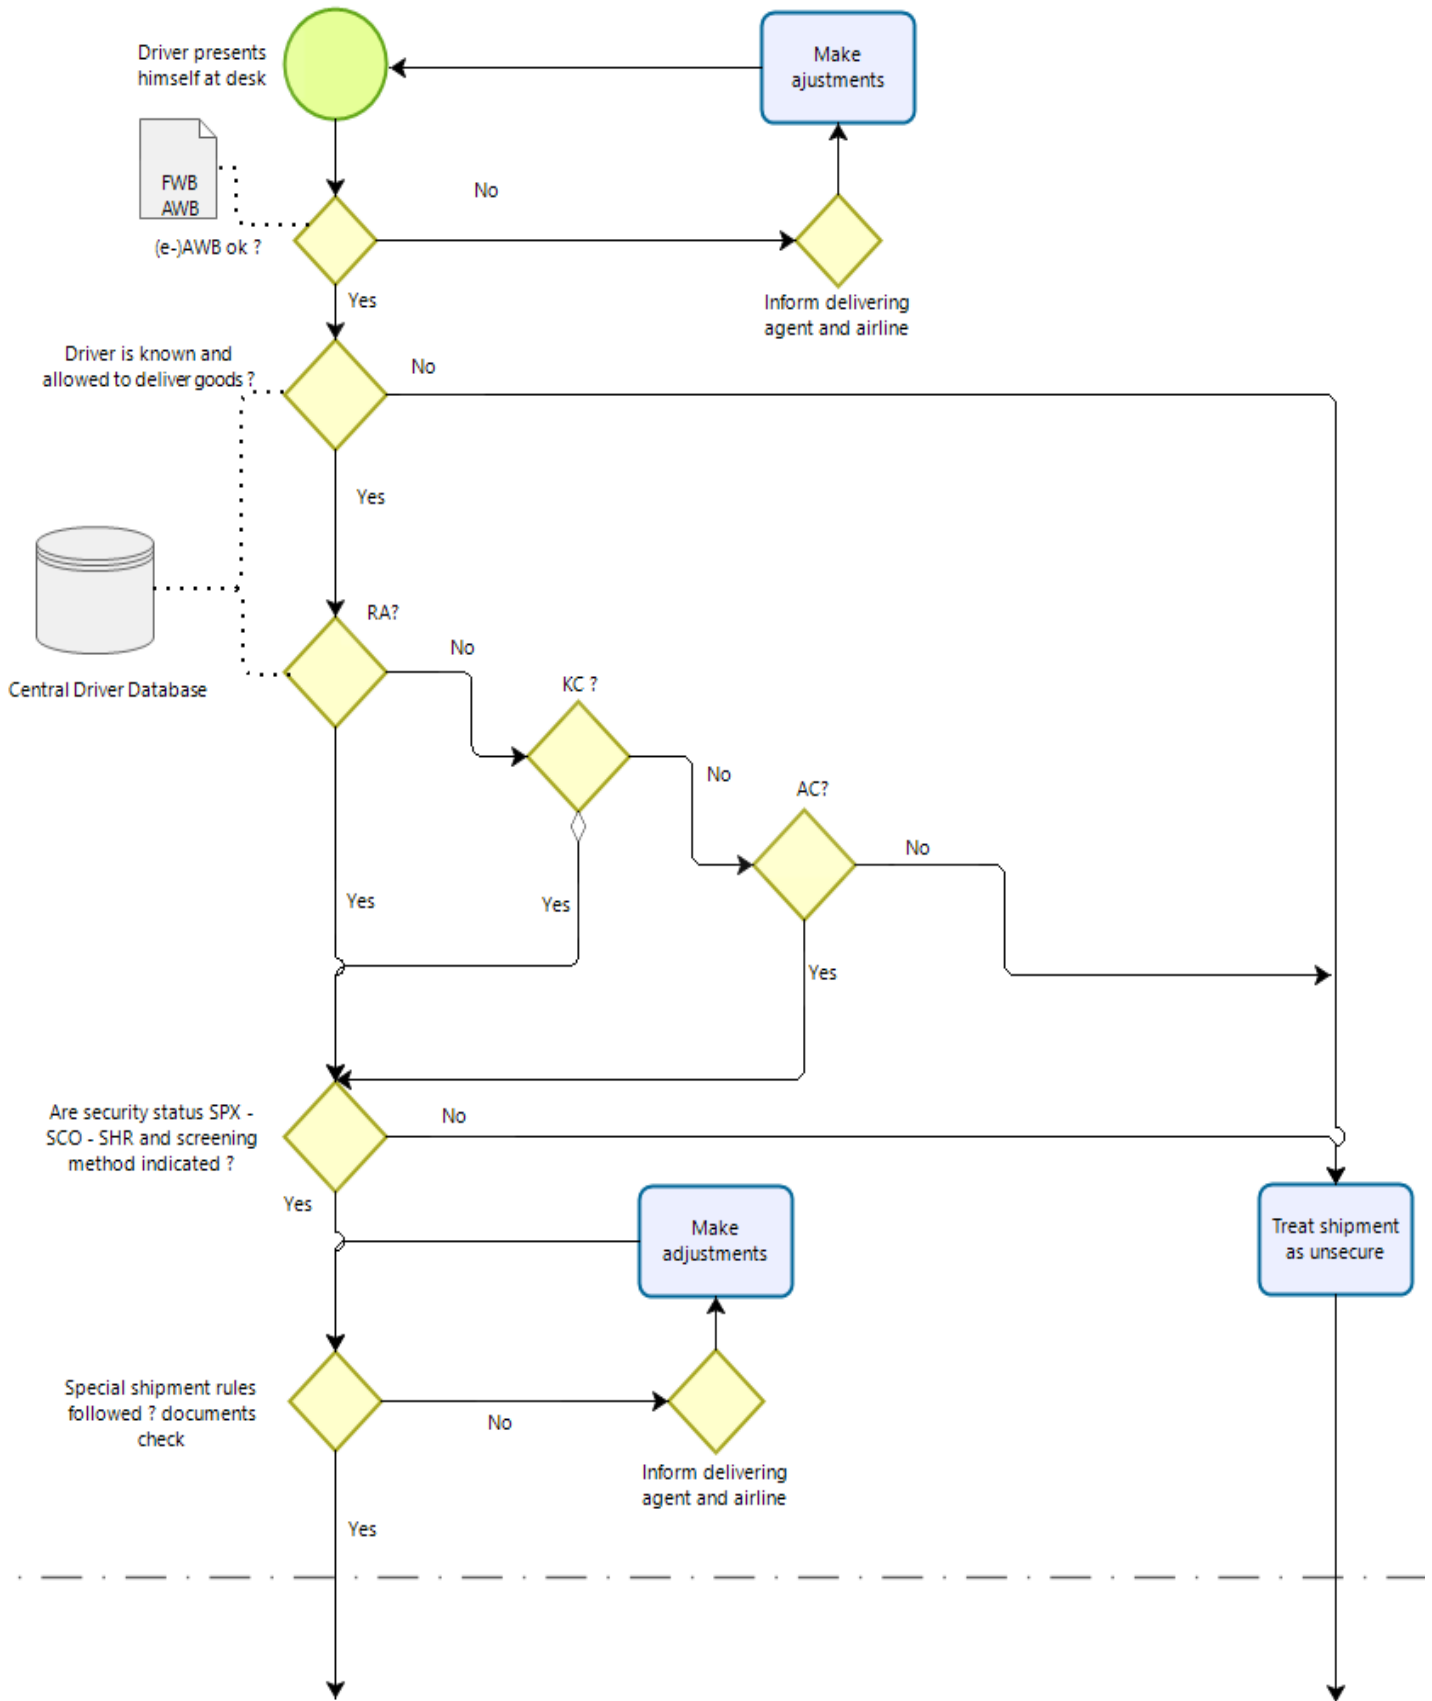 Driver presents
himself at desk
Make
ajustments
FWB
AWB
No
(e-)AWB ok ?
Yes
Inform delivering
agent and airline
Driver is known and
allowed to deliver goods ?
No
Yes
RA?
No
KC ?
Central Driver Database
No
AC?
No
Yes
Yes
Yes
Are security status SPX -
SCO - SHR and screening
method indicated ?
No
Yes
Make
adjustments
Treat shipment
as unsecure
Special shipment rules
followed ? documents
check
No
Inform delivering
agent and airline
Yes